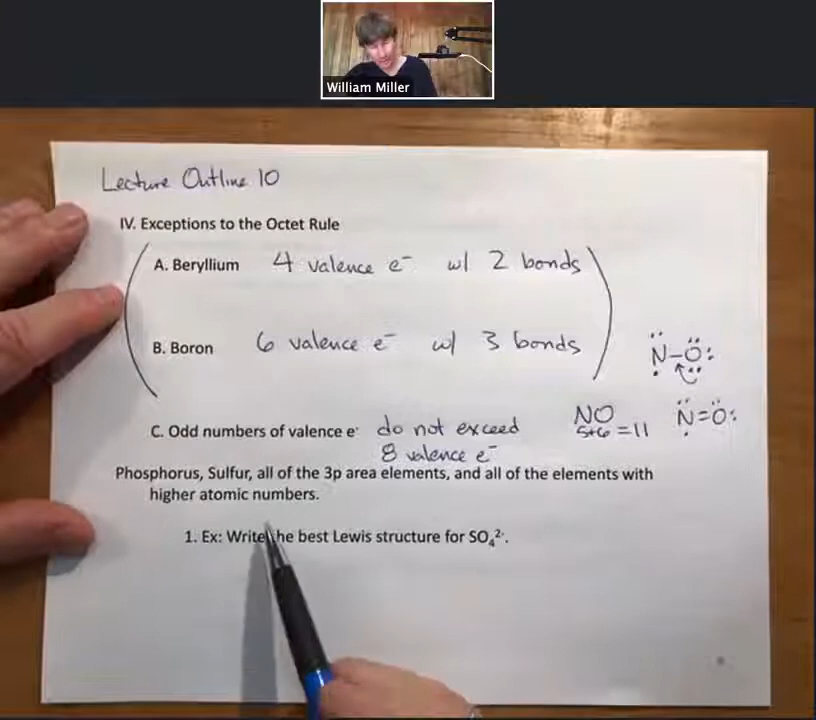 William Miller
Lecture Outline 10
IV. Exceptions to the Octet Rule
A. Beryllium 4 valence e⁻ w/ 2 bonds
B. Boron 6 valence e⁻ w/ 3 bonds
N–O:
C. Odd numbers of valence e⁻ do not exceed
8 valence e⁻
NO
5+6 = 11
N=O:
Phosphorus, Sulfur, all of the 3p area elements, and all of the elements with
higher atomic numbers.
1. Ex: Write the best Lewis structure for SO₄²⁻.